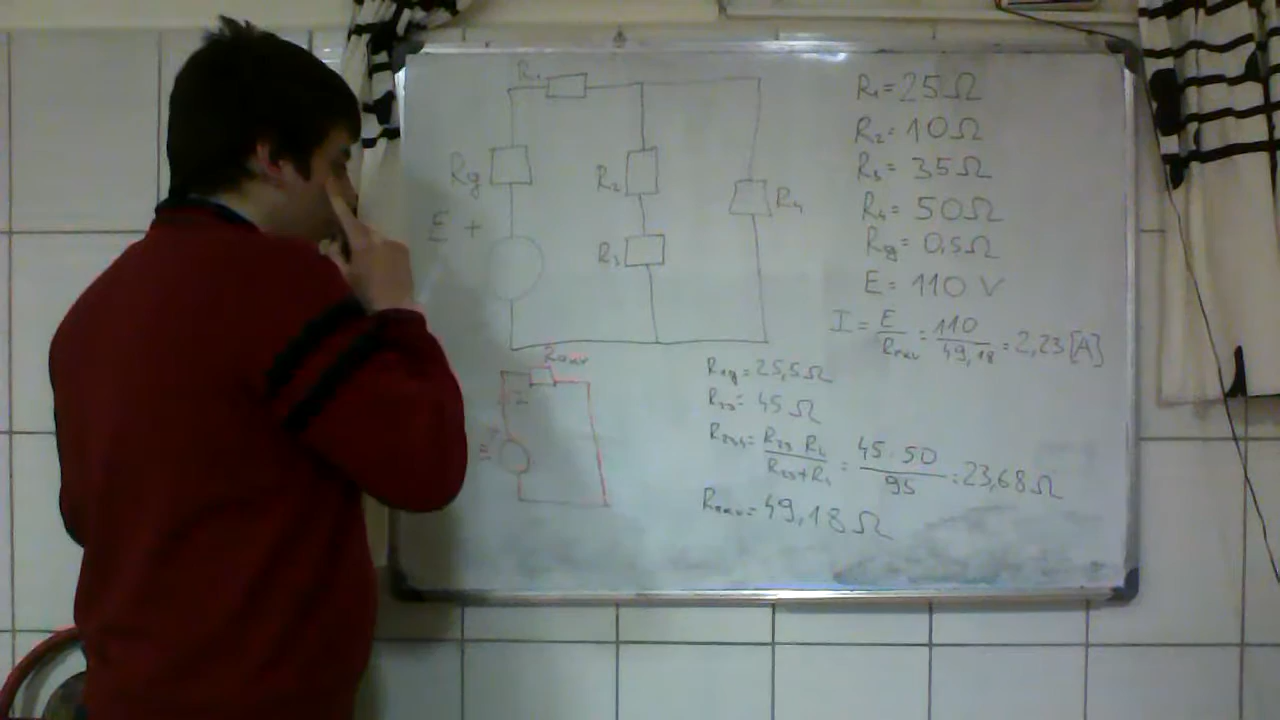 R₁
Rg
R₂
R₄
E +
R₃
R₁ = 25 Ω
R₂ = 10 Ω
R₃ = 35 Ω
R₄ = 50 Ω
Rg = 0,5 Ω
E = 110 V
I = E / Rekv = 110 / 49,18 = 2,23 [A]
Rekv
I
E
R1g = 25,5 Ω
R23 = 45 Ω
R234 = R23 · R4 / R23 + R4 = 45 · 50 / 95 = 23,68 Ω
Rekv = 49,18 Ω